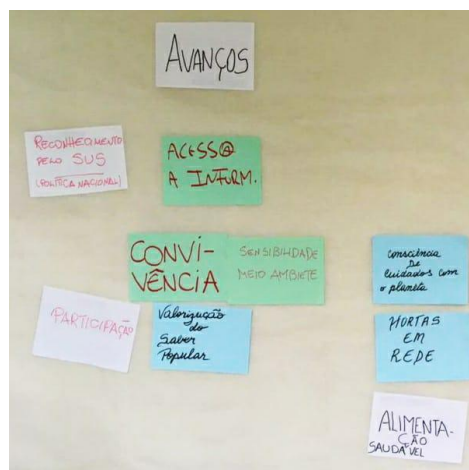 AVANÇOS
RECONHECIMENTO
PELO SUS
(POLÍTICA NACIONAL)
ACESS@
A INFORM.
CONVI-
VÊNCIA
SENSIBILIDADE
MEIO AMBIETE
consciência
de
cuidados com
o planeta
PARTICIPAÇÃO
Valorização
do
Saber
Popular
HORTAS
EM
REDE
ALIMENTA-
ÇÃO
SAUDÁVEL